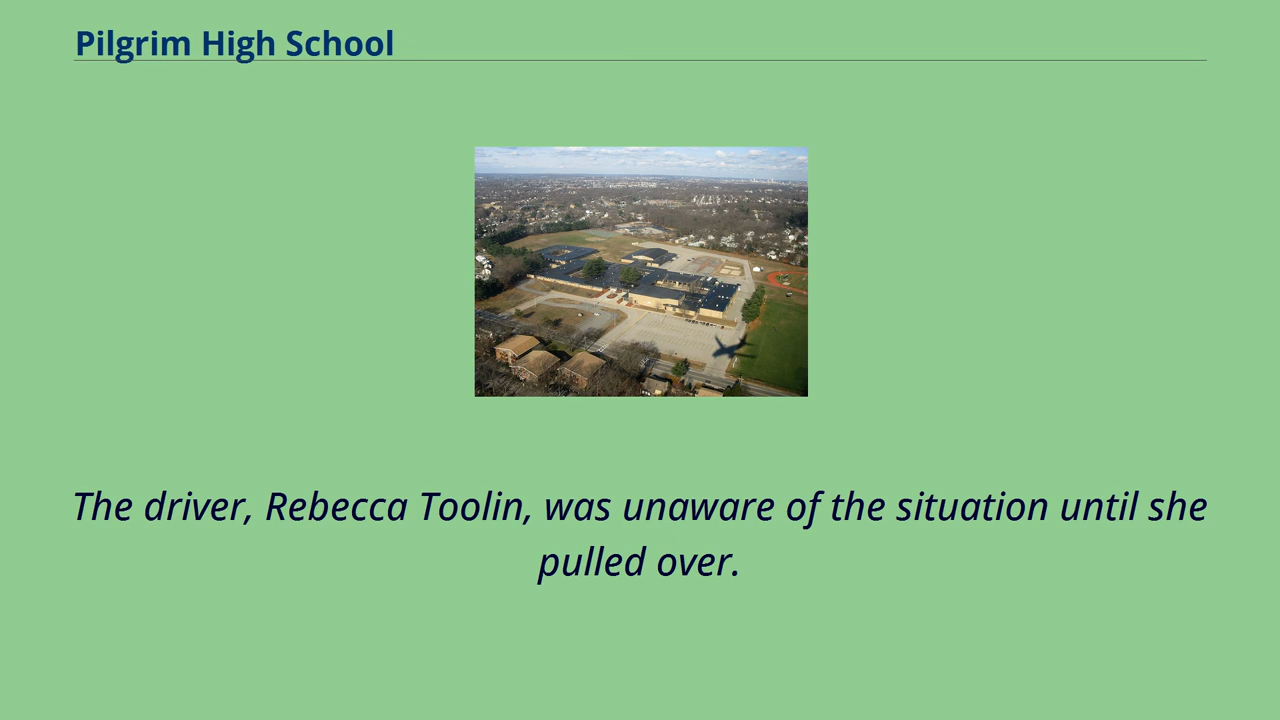 Pilgrim High School
The driver, Rebecca Toolin, was unaware of the situation until she
pulled over.